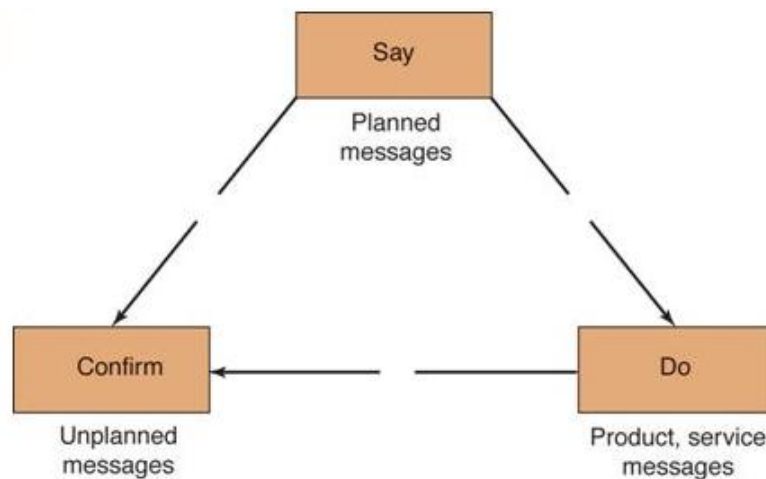 Say
Planned
messages
Confirm
Do
Unplanned
messages
Product, service
messages